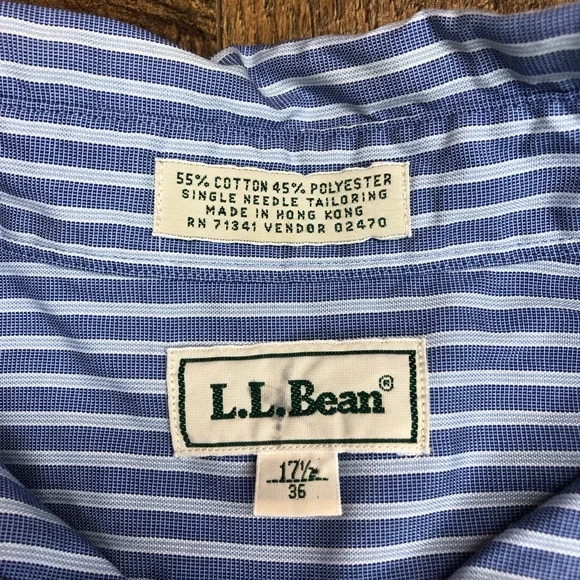 55% COTTON 45% POLYESTER
SINGLE NEEDLE TAILORING
MADE IN HONG KONG
RN 71341 VENDOR 02470
L.L.Bean®
17½
36